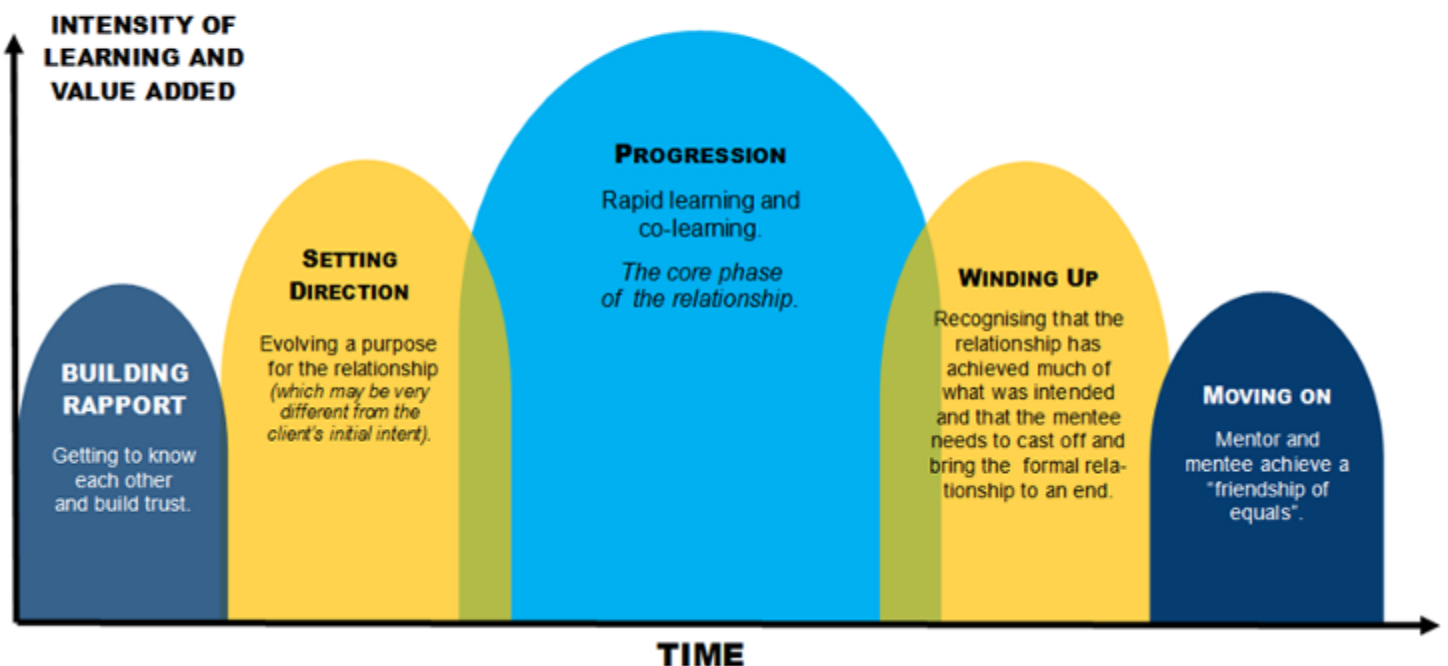 INTENSITY OF
LEARNING AND
VALUE ADDED
BUILDING
RAPPORT
Getting to know
each other
and build trust.
SETTING
DIRECTION
Evolving a purpose
for the relationship
(which may be very
different from the
client's initial intent).
PROGRESSION
Rapid learning and
co-learning.
The core phase
of the relationship.
WINDING UP
Recognising that the
relationship has
achieved much of
what was intended
and that the mentee
needs to cast off and
bring the formal rela-
tionship to an end.
MOVING ON
Mentor and
mentee achieve a
"friendship of
equals".
TIME